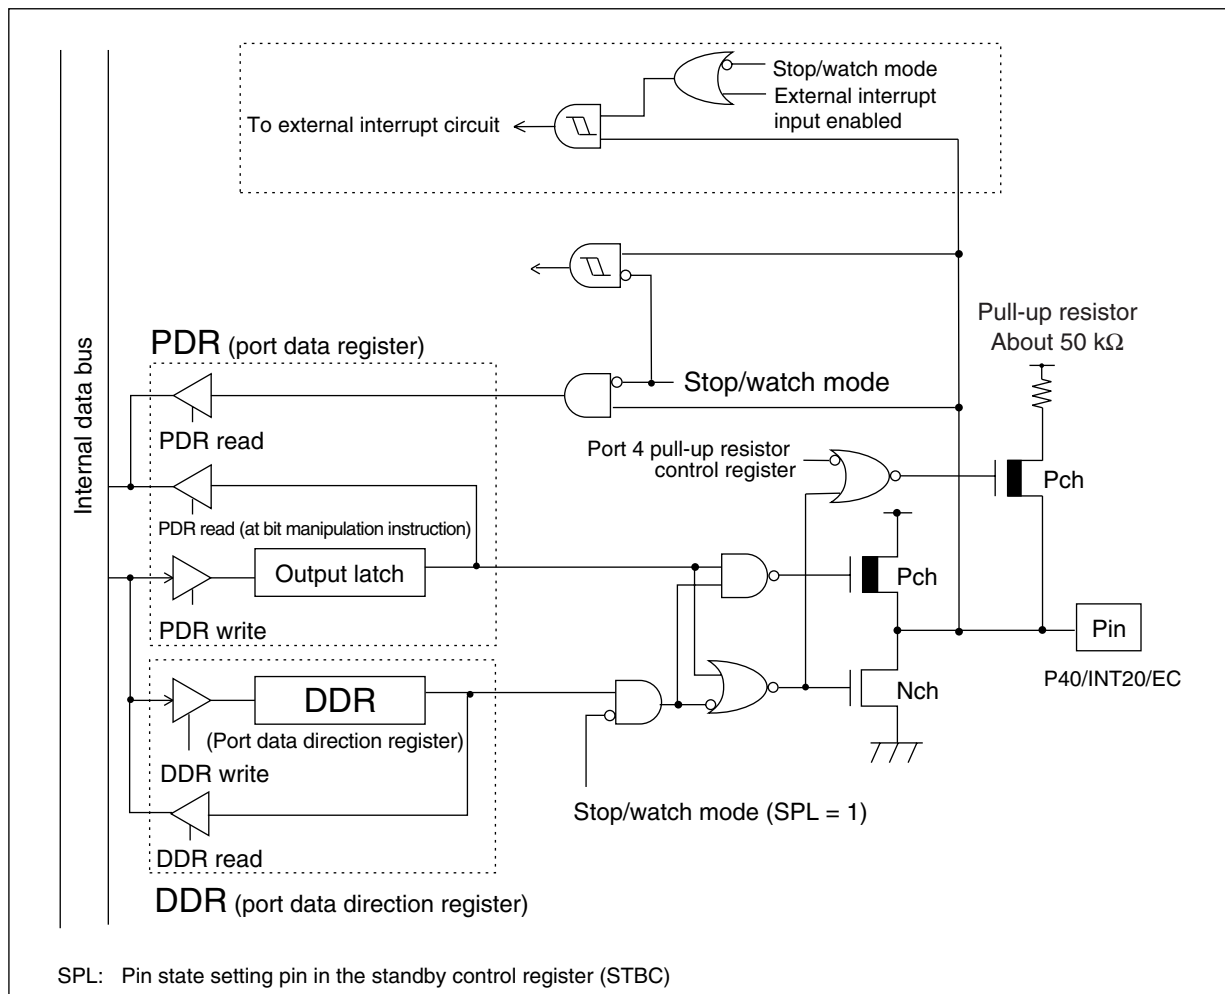 Stop/watch mode
External interrupt
input enabled
To external interrupt circuit
Pull-up resistor
About 50 kΩ
PDR (port data register)
Internal data bus
Stop/watch mode
PDR read
Port 4 pull-up resistor
control register
Pch
PDR read (at bit manipulation instruction)
Output latch
Pch
PDR write
Pin
P40/INT20/EC
DDR
Nch
(Port data direction register)
DDR write
Stop/watch mode (SPL = 1)
DDR read
DDR (port data direction register)
SPL: Pin state setting pin in the standby control register (STBC)